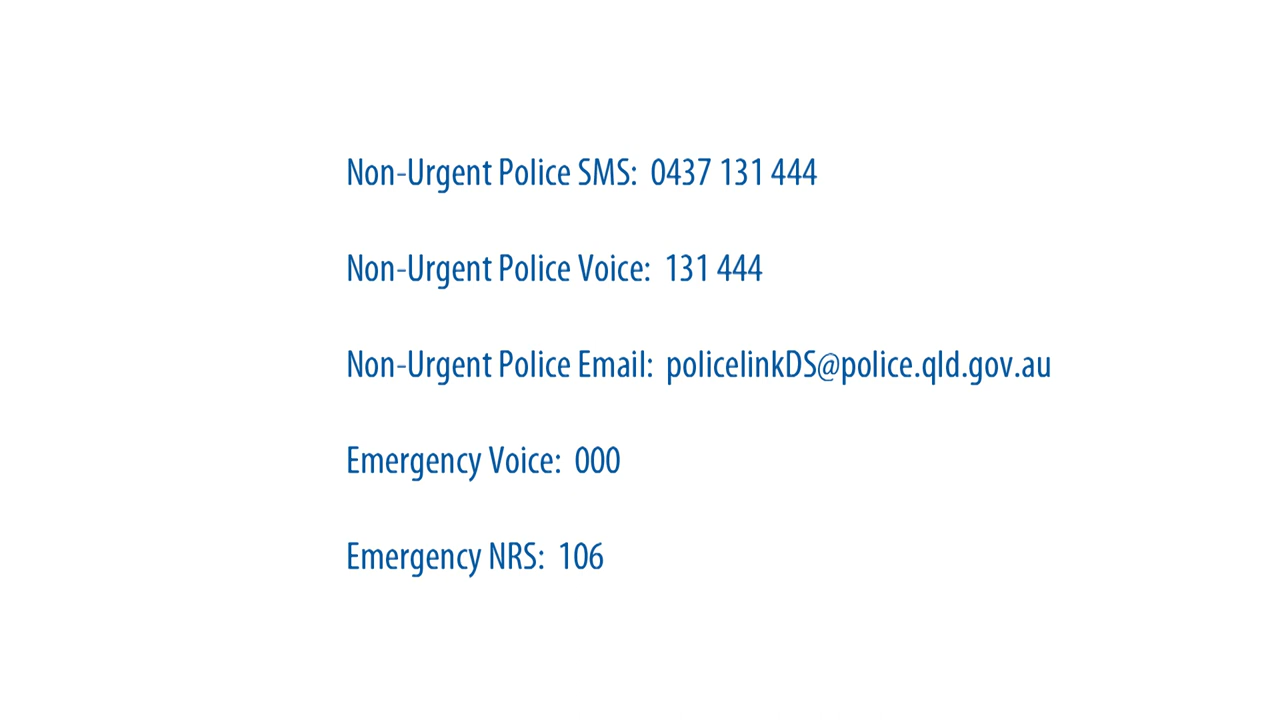 Non-Urgent Police SMS: 0437 131 444
Non-Urgent Police Voice: 131 444
Non-Urgent Police Email: policelinkDS@police.qld.gov.au
Emergency Voice: 000
Emergency NRS: 106